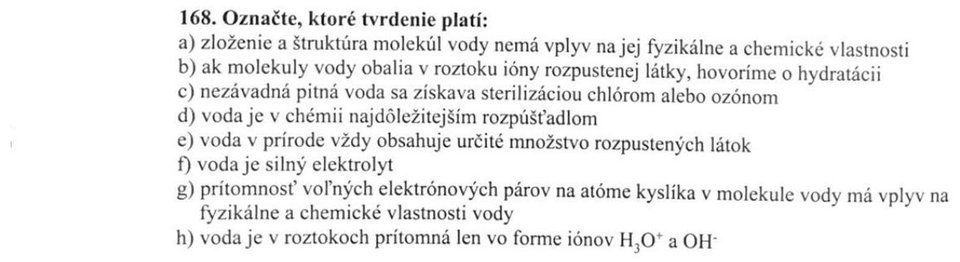 168. Označte, ktoré tvrdenie platí:
a) zloženie a štruktúra molekúl vody nemá vplyv na jej fyzikálne a chemické vlastnosti
b) ak molekuly vody obalia v roztoku ióny rozpustenej látky, hovoríme o hydratácii
c) nezávadná pitná voda sa získava sterilizáciou chlórom alebo ozónom
d) voda je v chémii najdôležitejším rozpúšťadlom
e) voda v prírode vždy obsahuje určité množstvo rozpustených látok
f) voda je silný elektrolyt
g) prítomnosť voľných elektrónových párov na atóme kyslíka v molekule vody má vplyv na
fyzikálne a chemické vlastnosti vody
h) voda je v roztokoch prítomná len vo forme iónov H₃O⁺ a OH⁻